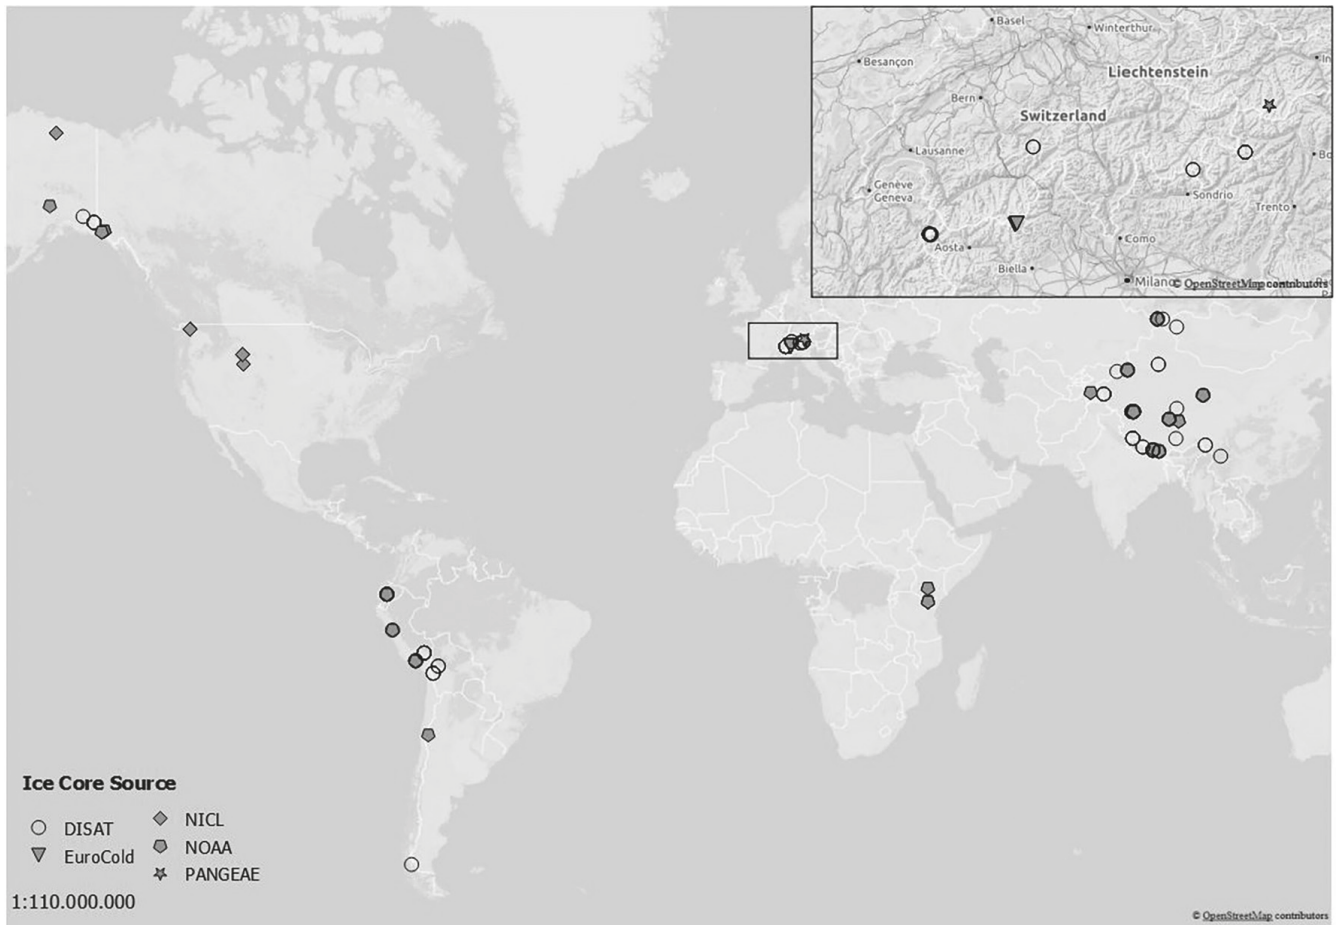 Basel
Winterthur
Besançon
Liechtenstein
Bern
Switzerland
Lausanne
Genève
Geneva
Sondrio
Trento
Aosta
Como
Biella
Milano
© OpenStreetMap contributors
Ice Core Source
DISAT
EuroCold
NICL
NOAA
PANGEAE
1:110.000.000
© OpenStreetMap contributors